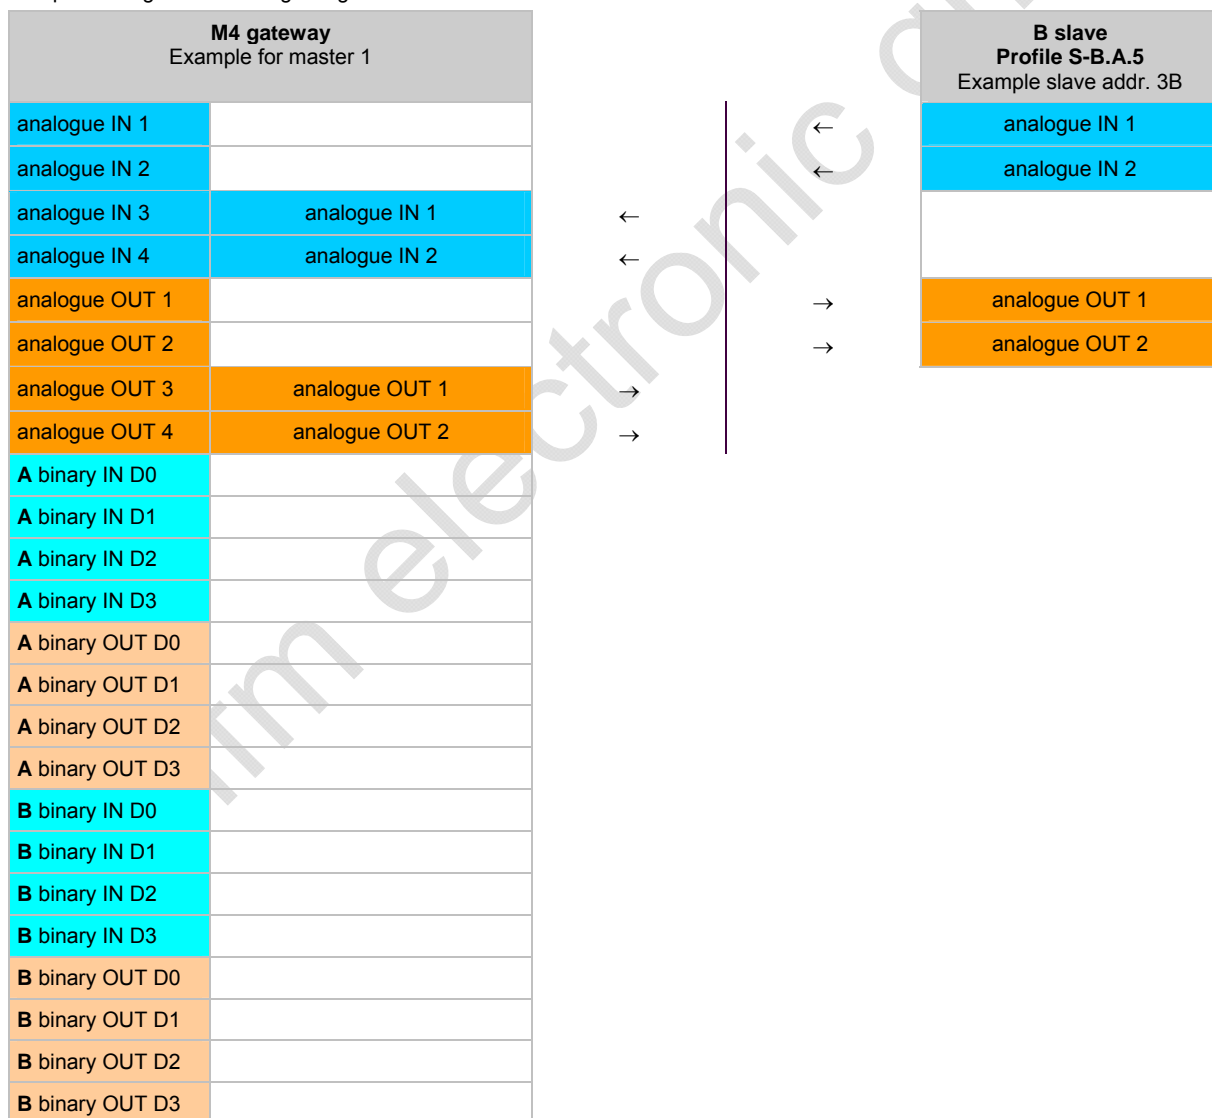 M4 gateway
Example for master 1
B slave
Profile S-B.A.5
Example slave addr. 3B
analogue IN 1 ← analogue IN 1
analogue IN 2 ← analogue IN 2
analogue IN 3 analogue IN 1 ←
analogue IN 4 analogue IN 2 ←
analogue OUT 1 → analogue OUT 1
analogue OUT 2 → analogue OUT 2
analogue OUT 3 analogue OUT 1 →
analogue OUT 4 analogue OUT 2 →
A binary IN D0
A binary IN D1
A binary IN D2
A binary IN D3
A binary OUT D0
A binary OUT D1
A binary OUT D2
A binary OUT D3
B binary IN D0
B binary IN D1
B binary IN D2
B binary IN D3
B binary OUT D0
B binary OUT D1
B binary OUT D2
B binary OUT D3
electronic